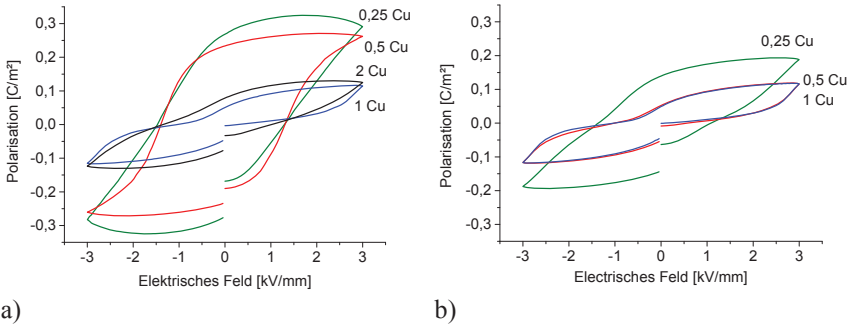 0,3
0,2
0,1
0,0
-0,1
-0,2
-0,3
Polarisation [C/m²]
0,25 Cu
0,5 Cu
2 Cu
1 Cu
-3 -2 -1 0 1 2 3
Elektrisches Feld [kV/mm]
a)
0,3
0,2
0,1
0,0
-0,1
-0,2
-0,3
Polarisation [C/m²]
0,25 Cu
0,5 Cu
1 Cu
-3 -2 -1 0 1 2 3
Electrisches Feld [kV/mm]
b)